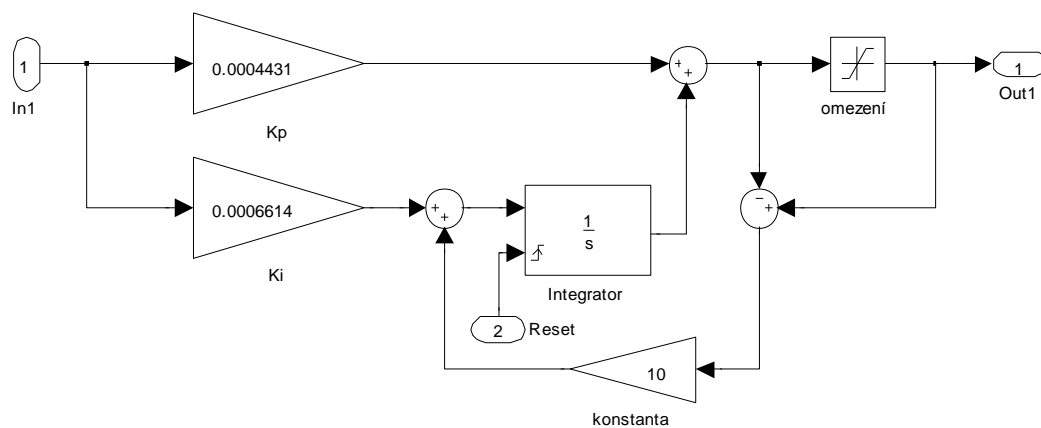 1
In1
0.0004431
Kp
+
+
omezení
1
Out1
0.0006614
Ki
+
+
1
s
Integrator
−
+
2
Reset
10
konstanta